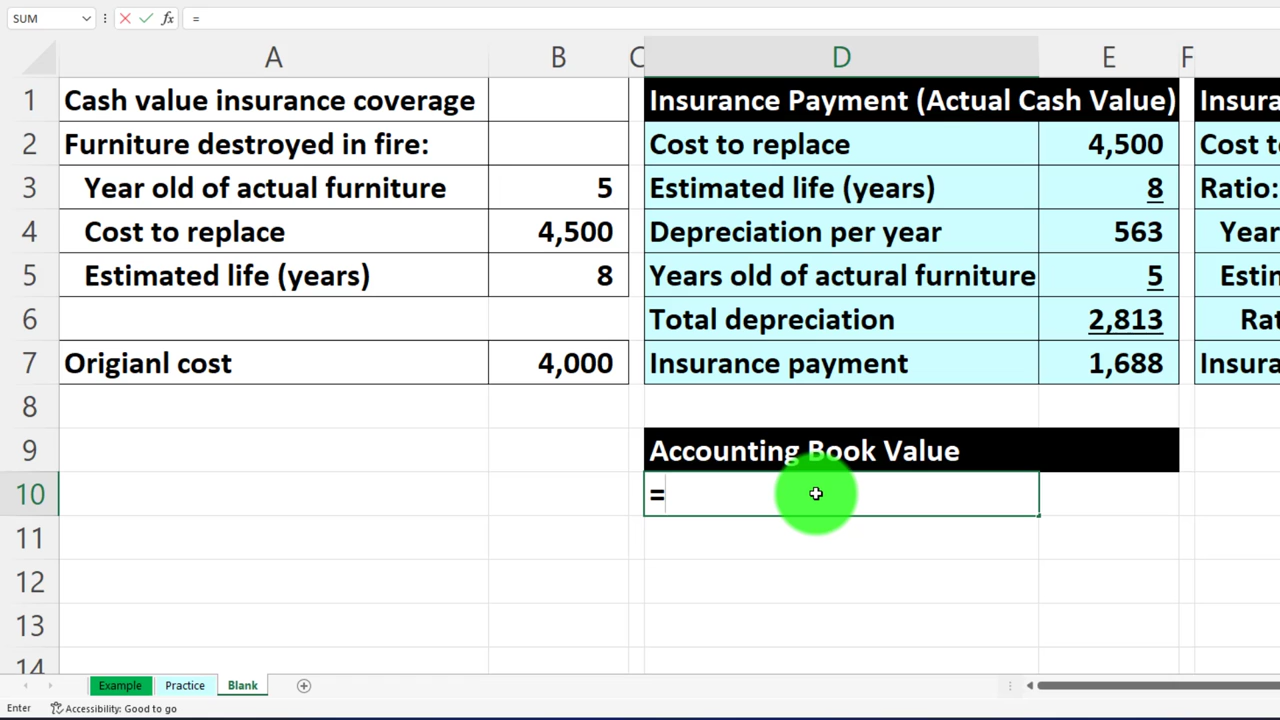 SUM fx =
A B C D E F
1 Cash value insurance coverage Insurance Payment (Actual Cash Value) Insura
2 Furniture destroyed in fire: Cost to replace 4,500 Cost to
3 Year old of actual furniture 5 Estimated life (years) 8 Ratio:
4 Cost to replace 4,500 Depreciation per year 563 Year
5 Estimated life (years) 8 Years old of actural furniture 5 Estim
6 Total depreciation 2,813 Rat
7 Origianl cost 4,000 Insurance payment 1,688 Insura
8
9 Accounting Book Value
10 =
11
12
13
14
Example Practice Blank
Enter Accessibility: Good to go